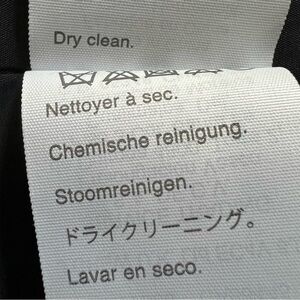 Dry clean.
Nettoyer à sec.
Chemische reinigung.
Stoomreinigen.
ドライクリーニング。
Lavar en seco.